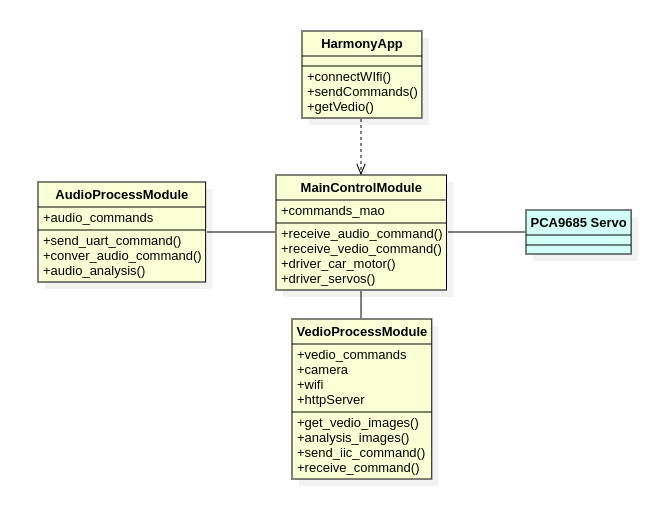 HarmonyApp
+connectWIfi()
+sendCommands()
+getVedio()
AudioProcessModule
+audio_commands
+send_uart_command()
+conver_audio_command()
+audio_analysis()
MainControlModule
+commands_mao
+receive_audio_command()
+receive_vedio_command()
+driver_car_motor()
+driver_servos()
PCA9685 Servo
VedioProcessModule
+vedio_commands
+camera
+wifi
+httpServer
+get_vedio_images()
+analysis_images()
+send_iic_command()
+receive_command()